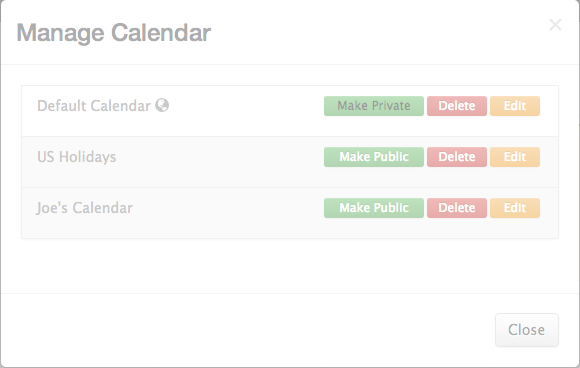 Manage Calendar ×
Default Calendar Make Private Delete Edit
US Holidays Make Public Delete Edit
Joe's Calendar Make Public Delete Edit
Close